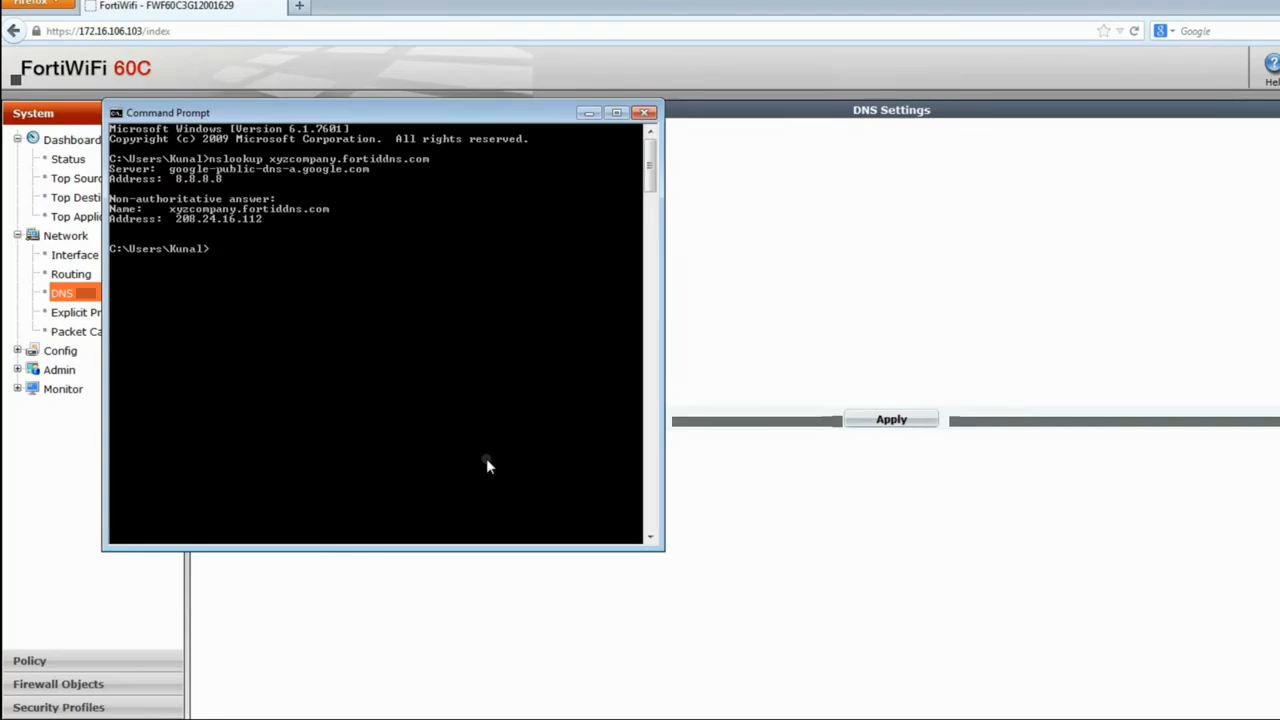 Firefox
FortiWifi - FWF60C3G12001629
https://172.16.106.103/index
Google
FortiWiFi 60C
Hel
System
Command Prompt
DNS Settings
Microsoft Windows [Version 6.1.7601]
Copyright (c) 2009 Microsoft Corporation. All rights reserved.
C:\Users\Kunal>nslookup xyzcompany.fortiddns.com
Server: google-public-dns-a.google.com
Address: 8.8.8.8
Non-authoritative answer:
Name: xyzcompany.fortiddns.com
Address: 208.24.16.112
C:\Users\Kunal>
Dashboard
Status
Top Sour
Top Desti
Top Applic
Network
Interface
Routing
DNS
Explicit Pr
Packet Ca
Config
Admin
Monitor
Apply
Policy
Firewall Objects
Security Profiles